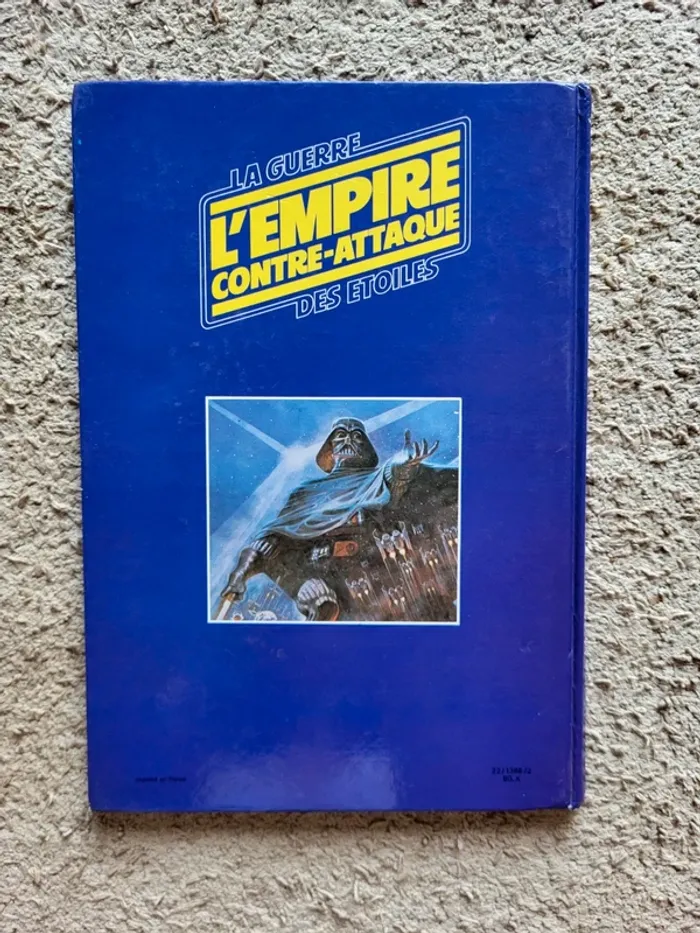 LA GUERRE
L'EMPIRE
CONTRE-ATTAQUE
DES ETOILES